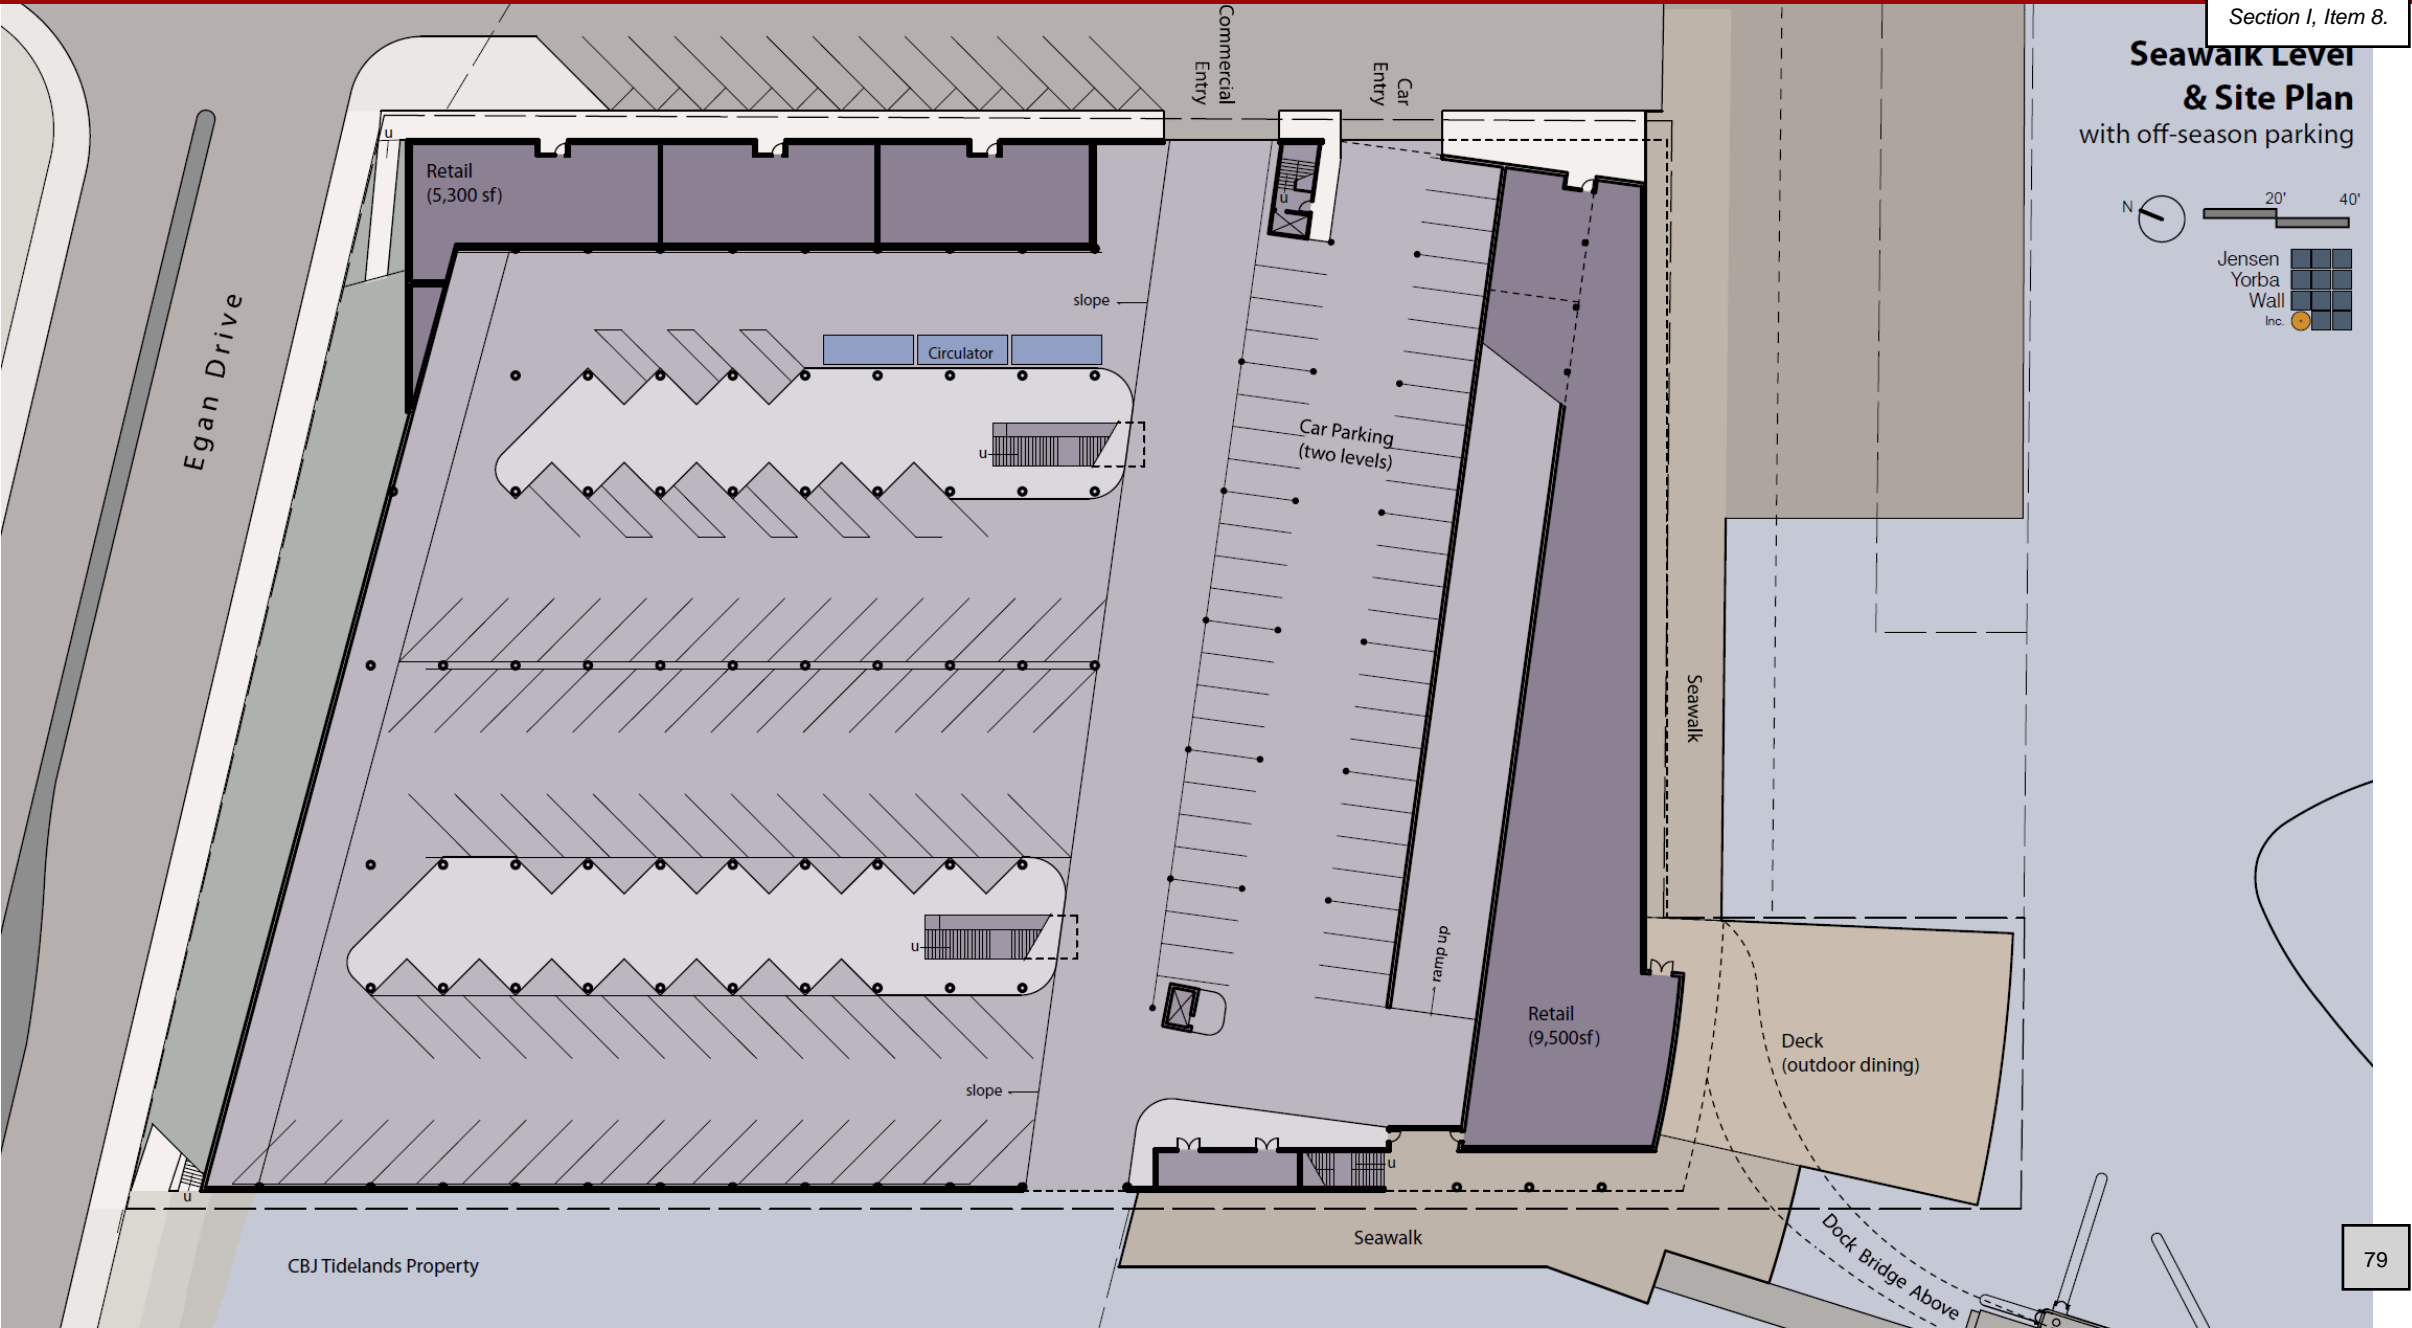 Section I, Item 8.
Seawalk Level
& Site Plan
with off-season parking
N
20'
40'
Jensen
Yorba
Wall
Inc.
Commercial
Entry
Car
Entry
u
Retail
(5,300 sf)
u
slope
Circulator
Egan Drive
Car Parking
(two levels)
u
Seawalk
u
ramp up
Retail
(9,500sf)
Deck
(outdoor dining)
slope
u
u
Seawalk
Dock Bridge Above
CBJ Tidelands Property
79